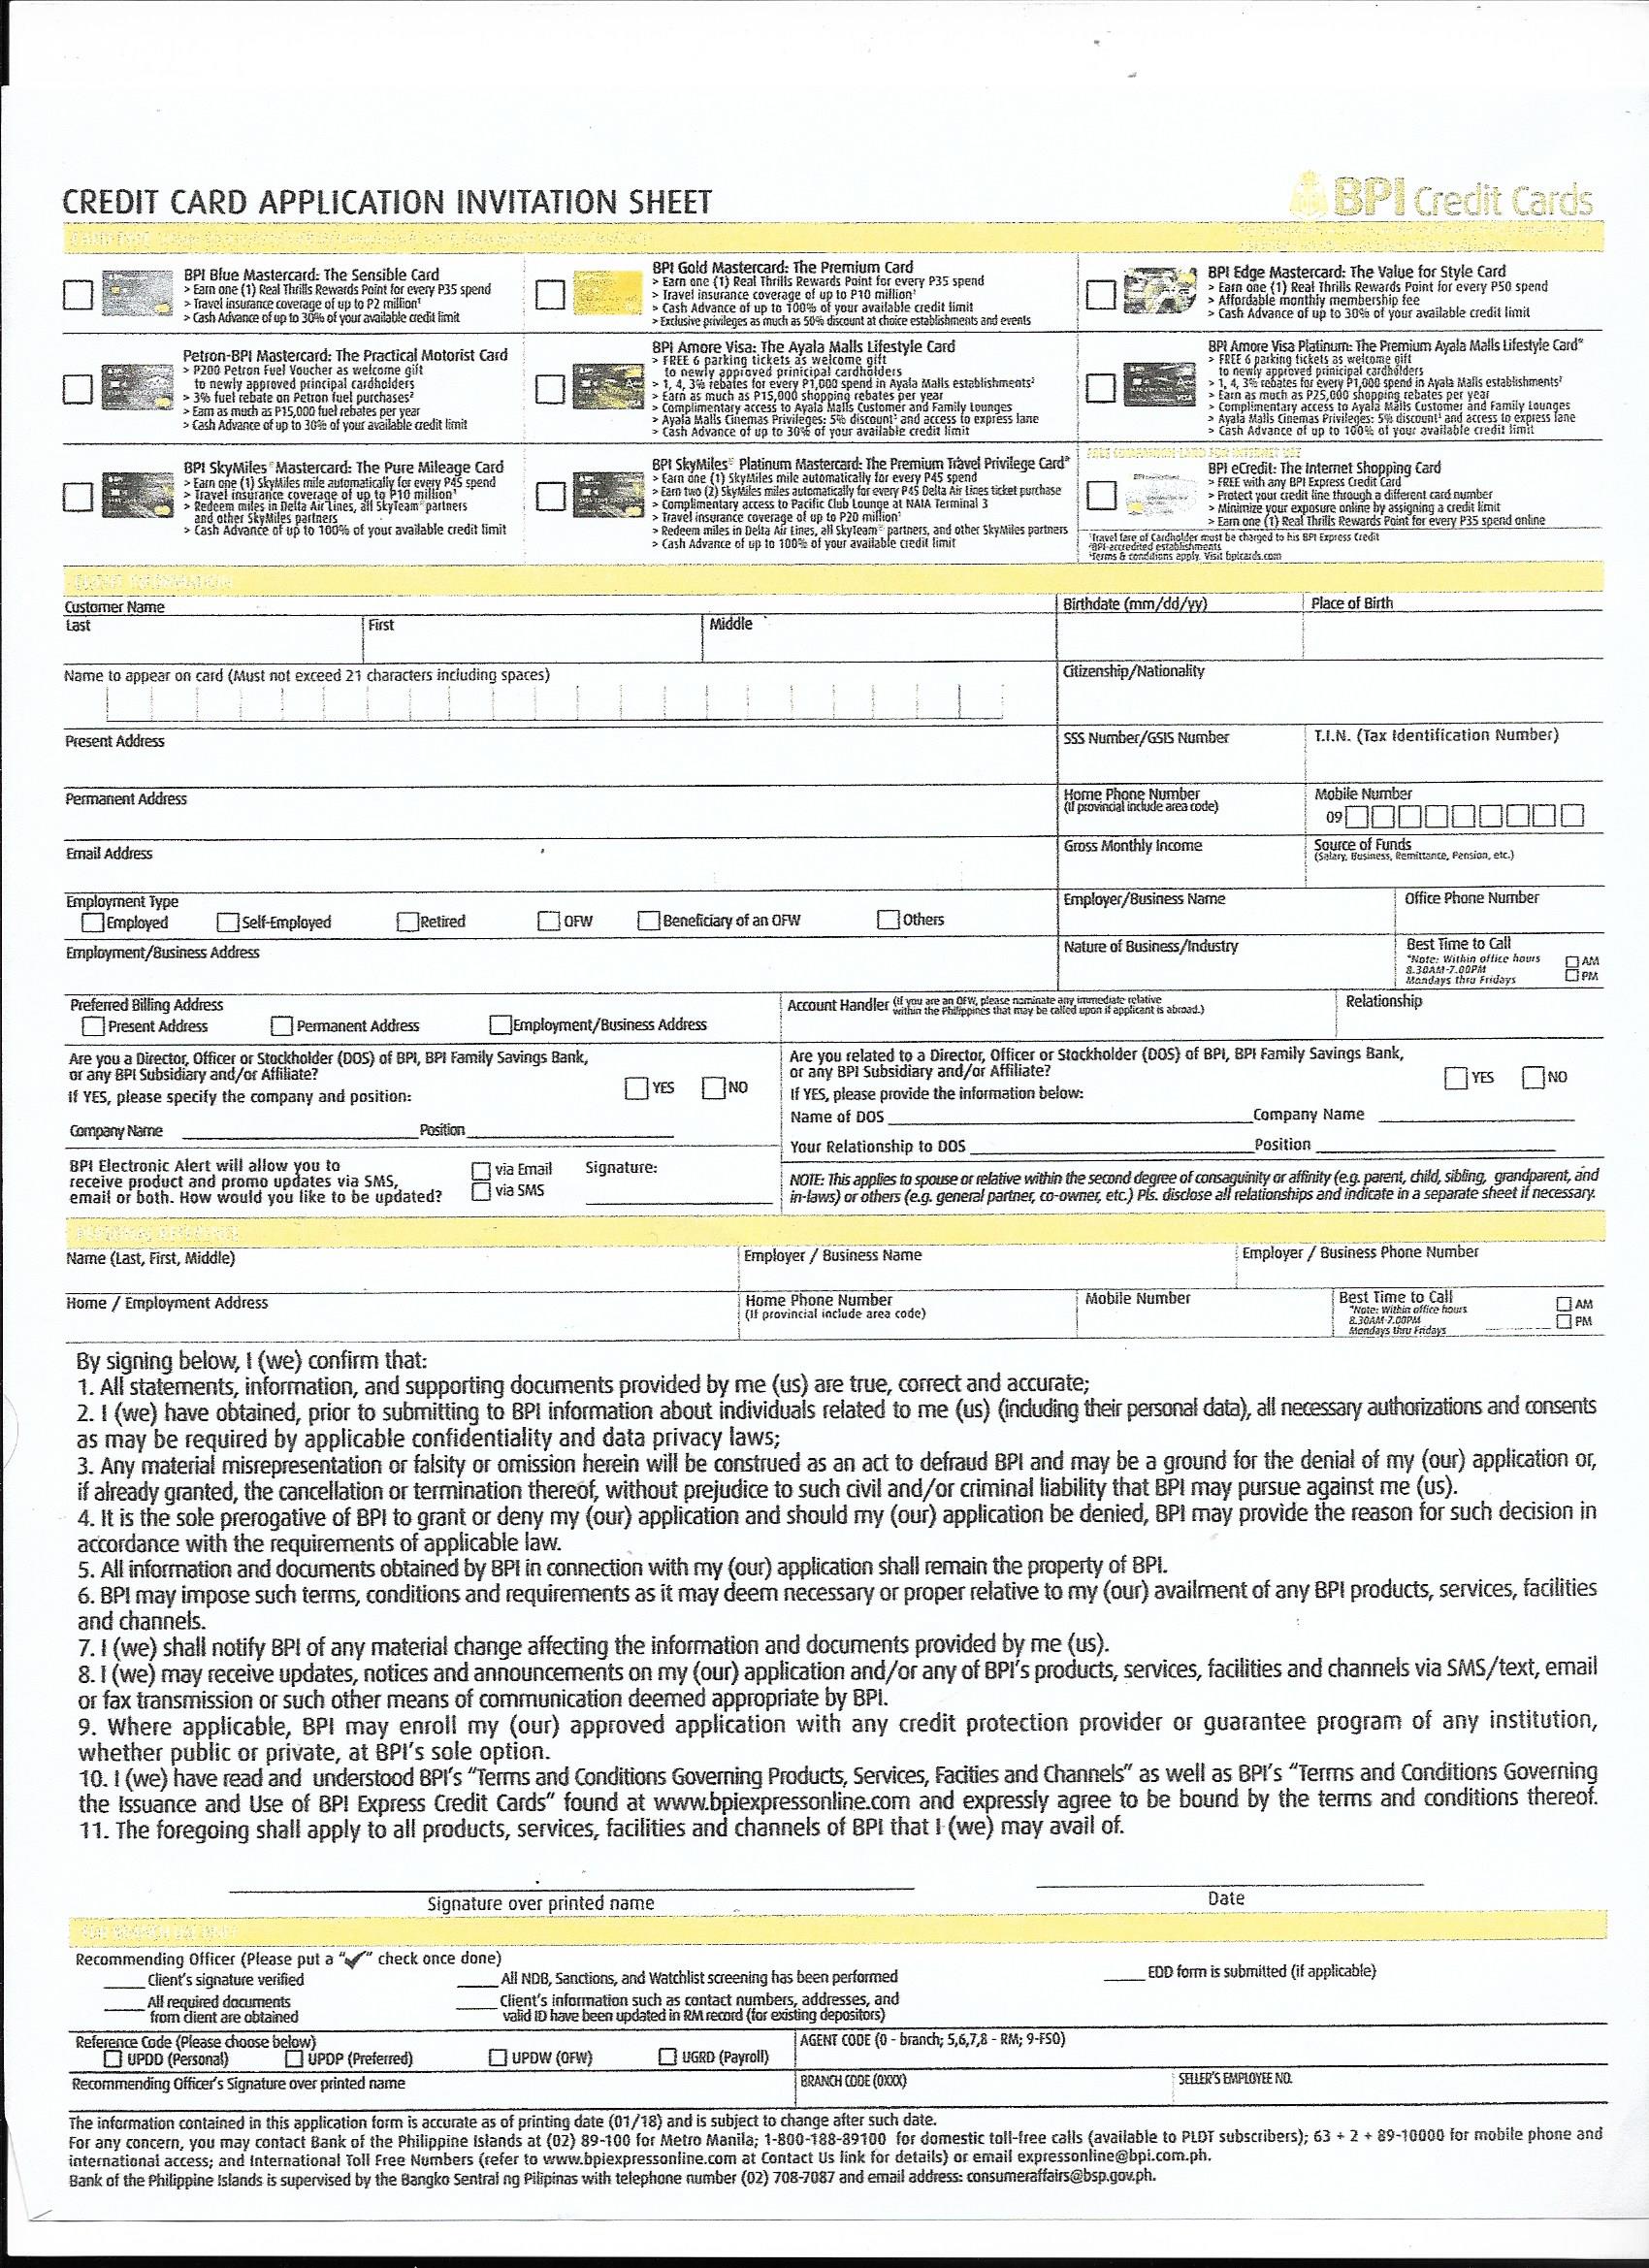 CREDIT CARD APPLICATION INVITATION SHEET
BPI Credit Cards
BPI Blue Mastercard: The Sensible Card
> Earn one (1) Real Thrills Rewards Point for every P35 spend
> Travel insurance coverage of up to P2 million¹
> Cash Advance of up to 30% of your available credit limit
BPI Gold Mastercard: The Premium Card
> Earn one (1) Real Thrills Rewards Point for every P35 spend
> Travel insurance coverage of up to P10 million¹
> Cash Advance of up to 100% of your available credit limit
> Exclusive privileges as much as 50% discount at choice establishments and events
BPI Edge Mastercard: The Value for Style Card
> Earn one (1) Real Thrills Rewards Point for every P50 spend
> Affordable monthly membership fee
> Cash Advance of up to 30% of your available credit limit
Petron-BPI Mastercard: The Practical Motorist Card
> P200 Petron Fuel Voucher as welcome gift
to newly approved principal cardholders
> 3% fuel rebate on Petron fuel purchases²
> Earn as much as P15,000 fuel rebates per year
> Cash Advance of up to 30% of your available credit limit
BPI Amore Visa: The Ayala Malls Lifestyle Card
> FREE 6 parking tickets as welcome gift
to newly approved prinicipal cardholders
> 1, 4, 3% rebates for every P1,000 spend in Ayala Malls establishments²
> Earn as much as P15,000 shopping rebates per year
> Complimentary access to Ayala Malls Customer and Family Lounges
> Ayala Malls Cinemas Privileges: 5% discount³ and access to express lane
> Cash Advance of up to 30% of your available credit limit
BPI Amore Visa Platinum: The Premium Ayala Malls Lifestyle Card*
> FREE 6 parking tickets as welcome gift
to newly approved prinicipal cardholders
> 1, 4, 3% rebates for every P1,000 spend in Ayala Malls establishments²
> Earn as much as P25,000 shopping rebates per year
> Complimentary access to Ayala Malls Customer and Family Lounges
> Ayala Malls Cinemas Privileges: 5% discount³ and access to express lane
> Cash Advance of up to 100% of your available credit limit
BPI SkyMiles® Mastercard: The Pure Mileage Card
> Earn one (1) SkyMiles mile automatically for every P45 spend
> Travel insurance coverage of up to P10 million¹
> Redeem miles in Delta Air Lines, all SkyTeam® partners
and other SkyMiles partners
> Cash Advance of up to 100% of your available credit limit
BPI SkyMiles® Platinum Mastercard: The Premium Travel Privilege Card*
> Earn one (1) SkyMiles mile automatically for every P45 spend
> Earn two (2) SkyMiles miles automatically for every P45 Delta Air Lines ticket purchase
> Complimentary access to Pacific Club Lounge at NAIA Terminal 3
> Travel insurance coverage of up to P20 million¹
> Redeem miles in Delta Air Lines, all SkyTeam® partners, and other SkyMiles partners
> Cash Advance of up to 100% of your available credit limit
FREE COMPANION CARD FOR INTERNET USE
BPI eCredit: The Internet Shopping Card
> FREE with any BPI Express Credit Card
> Protect your credit line through a different card number
> Minimize your exposure online by assigning a credit limit
> Earn one (1) Real Thrills Rewards Point for every P35 spend online
¹Travel fare of Cardholder must be charged to his BPI Express Credit
²BPI-accredited establishments
³Terms & conditions apply. Visit bpicards.com
Customer Name
Last First Middle
Birthdate (mm/dd/yy)
Place of Birth
Name to appear on card (Must not exceed 21 characters including spaces)
Citizenship/Nationality
Present Address
SSS Number/GSIS Number
T.I.N. (Tax Identification Number)
Permanent Address
Home Phone Number
(If provincial include area code)
Mobile Number
09
Email Address
Gross Monthly Income
Source of Funds
(Salary, Business, Remittance, Pension, etc.)
Employment Type
Employed Self-Employed Retired OFW Beneficiary of an OFW Others
Employer/Business Name
Office Phone Number
Employment/Business Address
Nature of Business/Industry
Best Time to Call
*Note: Within office hours
8.30AM-7.00PM
Mondays thru Fridays
AM
PM
Preferred Billing Address
Present Address Permanent Address Employment/Business Address
Account Handler (if you are an OFW, please nominate any immediate relative
within the Philippines that may be called upon if applicant is abroad.)
Relationship
Are you a Director, Officer or Stockholder (DOS) of BPI, BPI Family Savings Bank,
or any BPI Subsidiary and/or Affiliate?
YES NO
If YES, please specify the company and position:
Company Name Position
Are you related to a Director, Officer or Stockholder (DOS) of BPI, BPI Family Savings Bank,
or any BPI Subsidiary and/or Affiliate?
YES NO
If YES, please provide the information below:
Name of DOS Company Name
Your Relationship to DOS Position
BPI Electronic Alert will allow you to
receive product and promo updates via SMS,
email or both. How would you like to be updated?
via Email
via SMS
Signature:
NOTE: This applies to spouse or relative within the second degree of consaguinity or affinity (e.g. parent, child, sibling, grandparent, and
in-laws) or others (e.g. general partner, co-owner, etc.) Pls. disclose all relationships and indicate in a separate sheet if necessary.
Name (Last, First, Middle)
Employer / Business Name
Employer / Business Phone Number
Home / Employment Address
Home Phone Number
(If provincial include area code)
Mobile Number
Best Time to Call
*Note: Within office hours
8.30AM-7.00PM
Mondays thru Fridays
AM
PM
By signing below, I (we) confirm that:
1. All statements, information, and supporting documents provided by me (us) are true, correct and accurate;
2. I (we) have obtained, prior to submitting to BPI information about individuals related to me (us) (including their personal data), all necessary authorizations and consents
as may be required by applicable confidentiality and data privacy laws;
3. Any material misrepresentation or falsity or omission herein will be construed as an act to defraud BPI and may be a ground for the denial of my (our) application or,
if already granted, the cancellation or termination thereof, without prejudice to such civil and/or criminal liability that BPI may pursue against me (us).
4. It is the sole prerogative of BPI to grant or deny my (our) application and should my (our) application be denied, BPI may provide the reason for such decision in
accordance with the requirements of applicable law.
5. All information and documents obtained by BPI in connection with my (our) application shall remain the property of BPI.
6. BPI may impose such terms, conditions and requirements as it may deem necessary or proper relative to my (our) availment of any BPI products, services, facilities
and channels.
7. I (we) shall notify BPI of any material change affecting the information and documents provided by me (us).
8. I (we) may receive updates, notices and announcements on my (our) application and/or any of BPI's products, services, facilities and channels via SMS/text, email
or fax transmission or such other means of communication deemed appropriate by BPI.
9. Where applicable, BPI may enroll my (our) approved application with any credit protection provider or guarantee program of any institution,
whether public or private, at BPI's sole option.
10. I (we) have read and understood BPI's "Terms and Conditions Governing Products, Services, Facities and Channels" as well as BPI's "Terms and Conditions Governing
the Issuance and Use of BPI Express Credit Cards" found at www.bpiexpressonline.com and expressly agree to be bound by the terms and conditions thereof.
11. The foregoing shall apply to all products, services, facilities and channels of BPI that I (we) may avail of.
Signature over printed name
Date
Recommending Officer (Please put a "✓" check once done)
Client's signature verified
All NDB, Sanctions, and Watchlist screening has been performed
EDD form is submitted (if applicable)
All required documents
from client are obtained
Client's information such as contact numbers, addresses, and
valid ID have been updated in RM record (for existing depositors)
Reference Code (Please choose below)
UPDD (Personal) UPDP (Preferred) UPDW (OFW) UGRD (Payroll)
AGENT CODE (0 - branch; 5,6,7,8 - RM; 9-FSO)
Recommending Officer's Signature over printed name
BRANCH CODE (0XXX)
SELLER'S EMPLOYEE NO.
The information contained in this application form is accurate as of printing date (01/18) and is subject to change after such date.
For any concern, you may contact Bank of the Philippine Islands at (02) 89-100 for Metro Manila; 1-800-188-89100 for domestic toll-free calls (available to PLDT subscribers); 63 + 2 + 89-10000 for mobile phone and
international access; and International Toll Free Numbers (refer to www.bpiexpressonline.com at Contact Us link for details) or email expressonline@bpi.com.ph.
Bank of the Philippine Islands is supervised by the Bangko Sentral ng Pilipinas with telephone number (02) 708-7087 and email address: consumeraffairs@bsp.gov.ph.